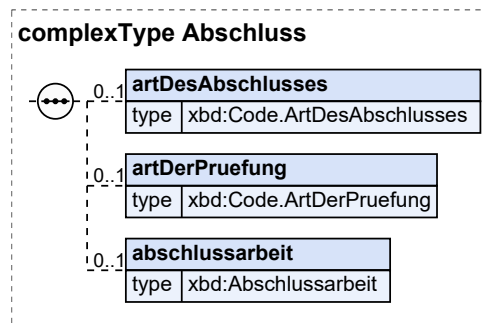 complexType Abschluss
0..1 artDesAbschlusses
type xbd:Code.ArtDesAbschlusses
0..1 artDerPruefung
type xbd:Code.ArtDerPruefung
0..1 abschlussarbeit
type xbd:Abschlussarbeit